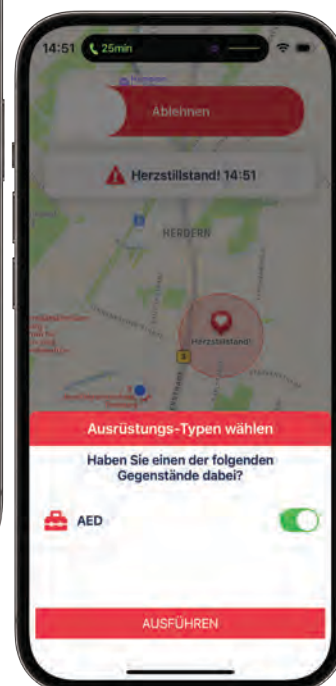 14:51 25min
Ablehnen
Herzstillstand! 14:51
HERDERN
Herzstillstand!
3
Ausrüstungs-Typen wählen
Haben Sie einen der folgenden
Gegenstände dabei?
AED
AUSFÜHREN